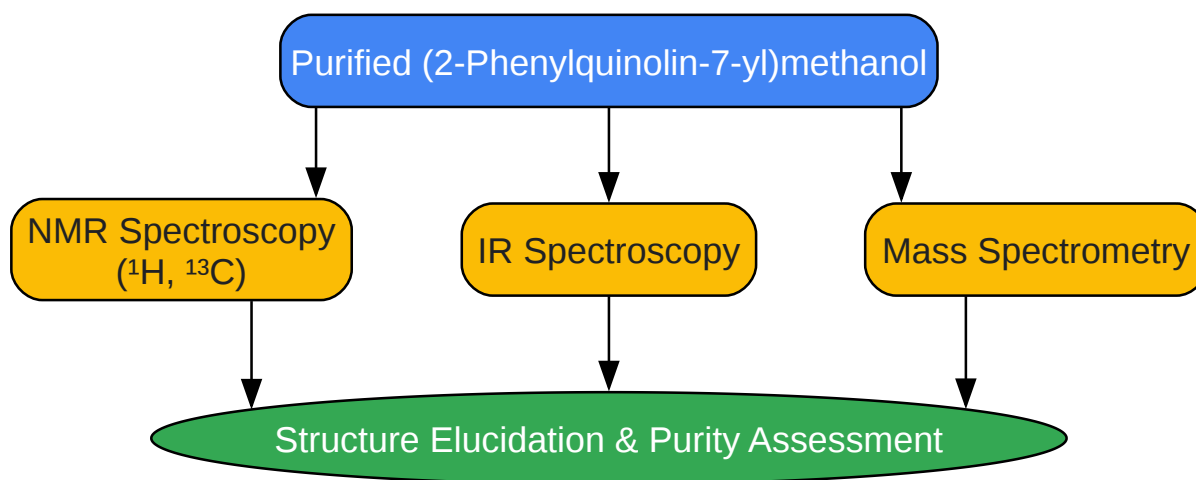 Purified (2-Phenylquinolin-7-yl)methanol
NMR Spectroscopy
(¹H, ¹³C)
IR Spectroscopy
Mass Spectrometry
Structure Elucidation & Purity Assessment